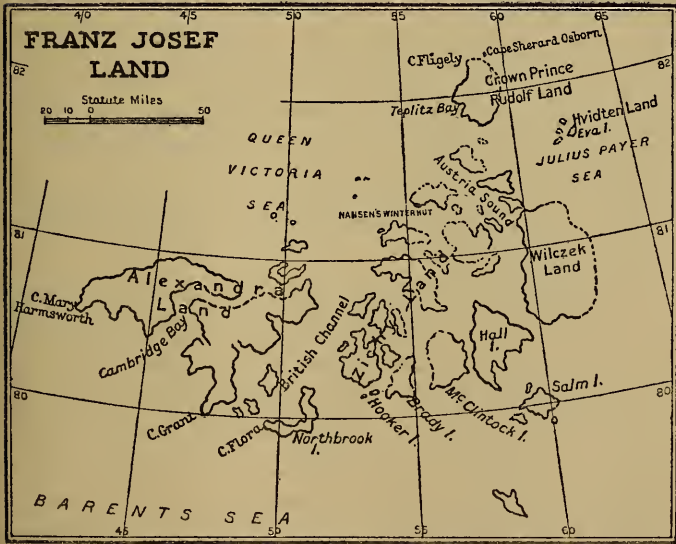 40 45 50 55 60 65
FRANZ JOSEF
LAND
Statute Miles
20 10 0 50
82
82
C.Fligely
Cape Sherard Osborn
Crown Prince
Rudolf Land
Teplitz Bay
Hvidten Land
Eva I.
JULIUS PAYER
SEA
QUEEN
VICTORIA
SEA
NANSEN'S WINTER HUT
Austria Sound
81
81
Wilczek
Land
Alexandra
Land
C.Mary
Harmsworth
Cambridge Bay
British Channel
Zichy Land
Hall
I.
80
80
C.Grant
C.Flora
Northbrook
I.
Hooker I.
Brady I.
Mc Clintock I.
Salm I.
BARENTS SEA
45 50 55 60